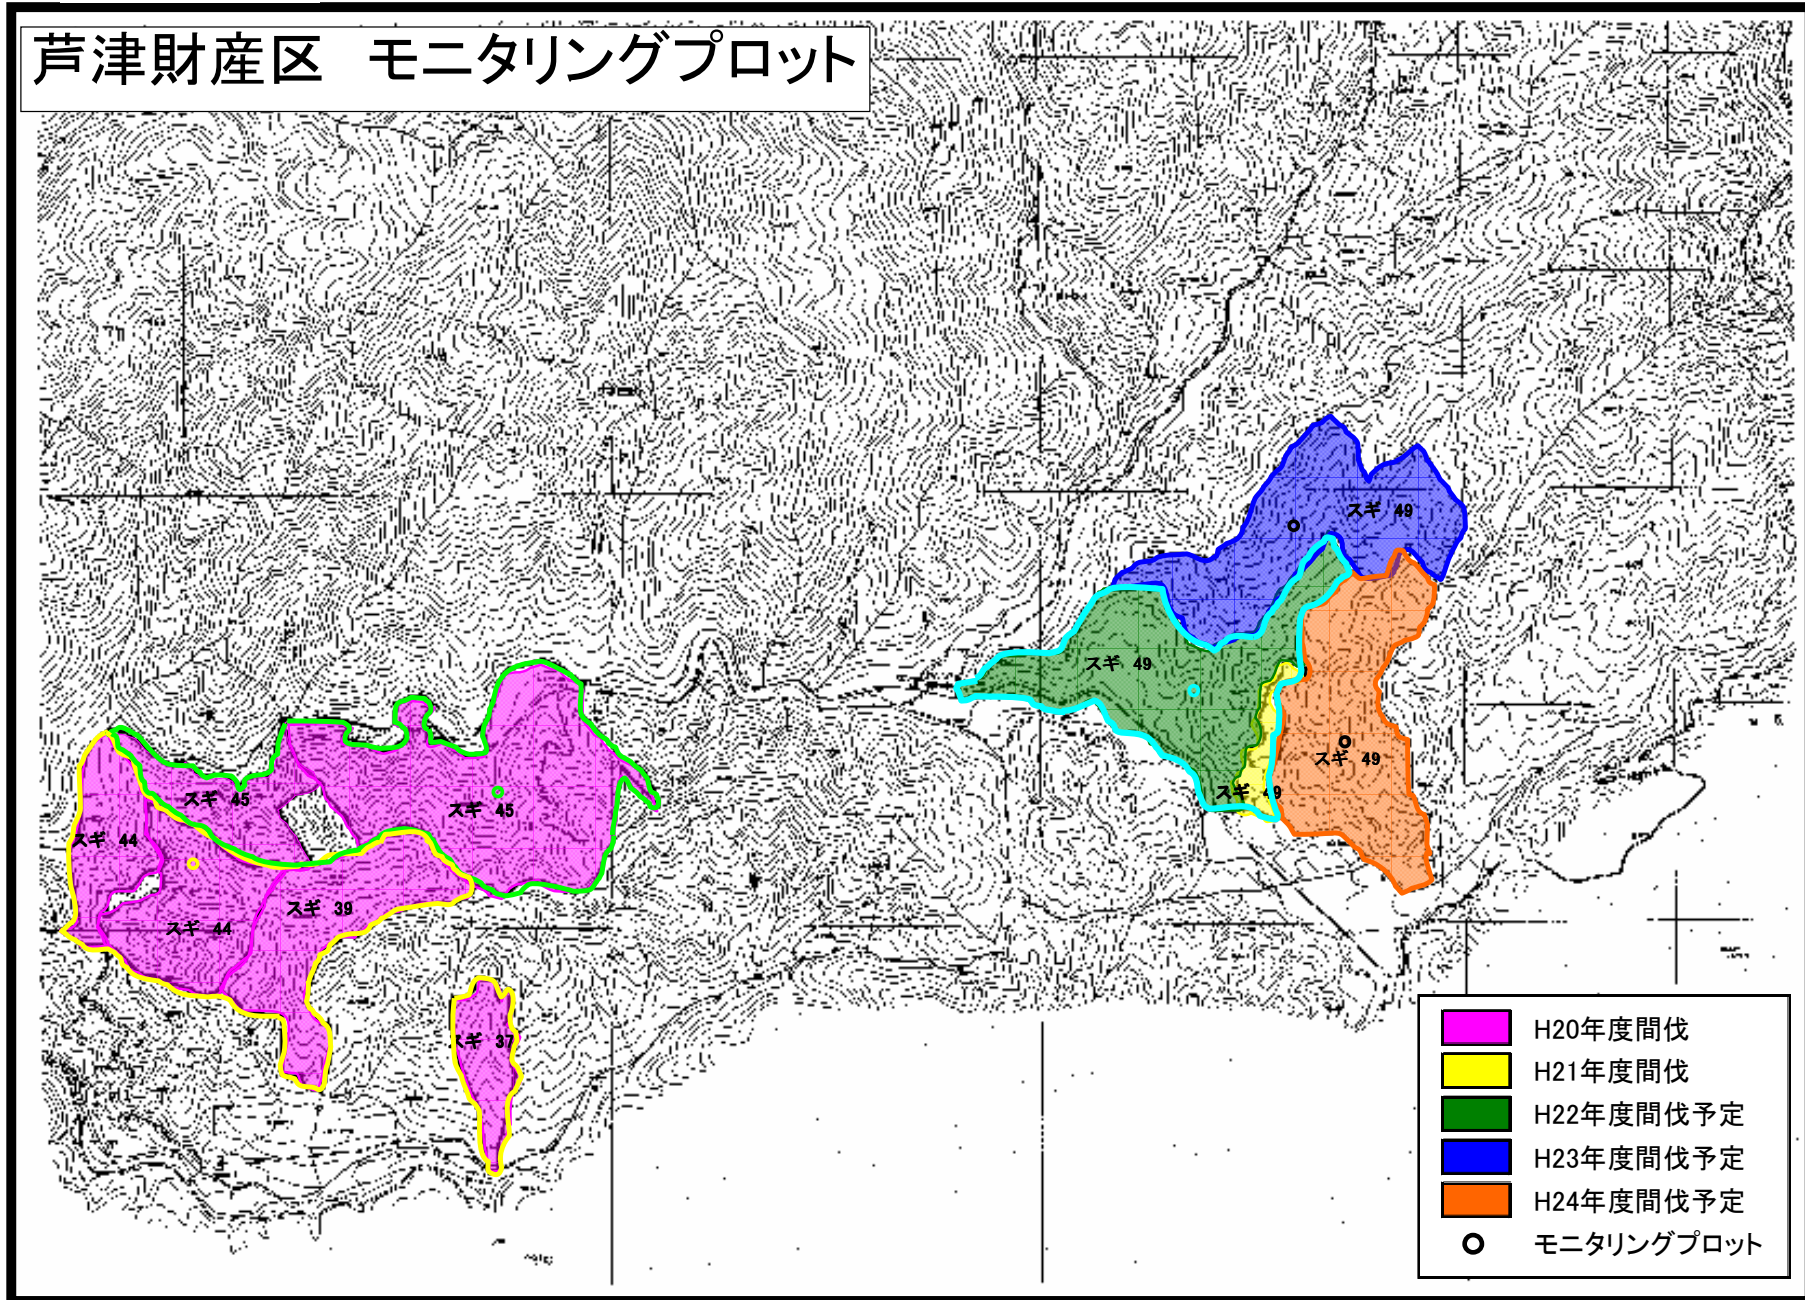 芦津財産区　モニタリングプロット
スギ 49
スギ 49
スギ 49
スギ 49
スギ 45
スギ 45
スギ 44
スギ 39
スギ 44
スギ 37
H20年度間伐
H21年度間伐
H22年度間伐予定
H23年度間伐予定
H24年度間伐予定
モニタリングプロット